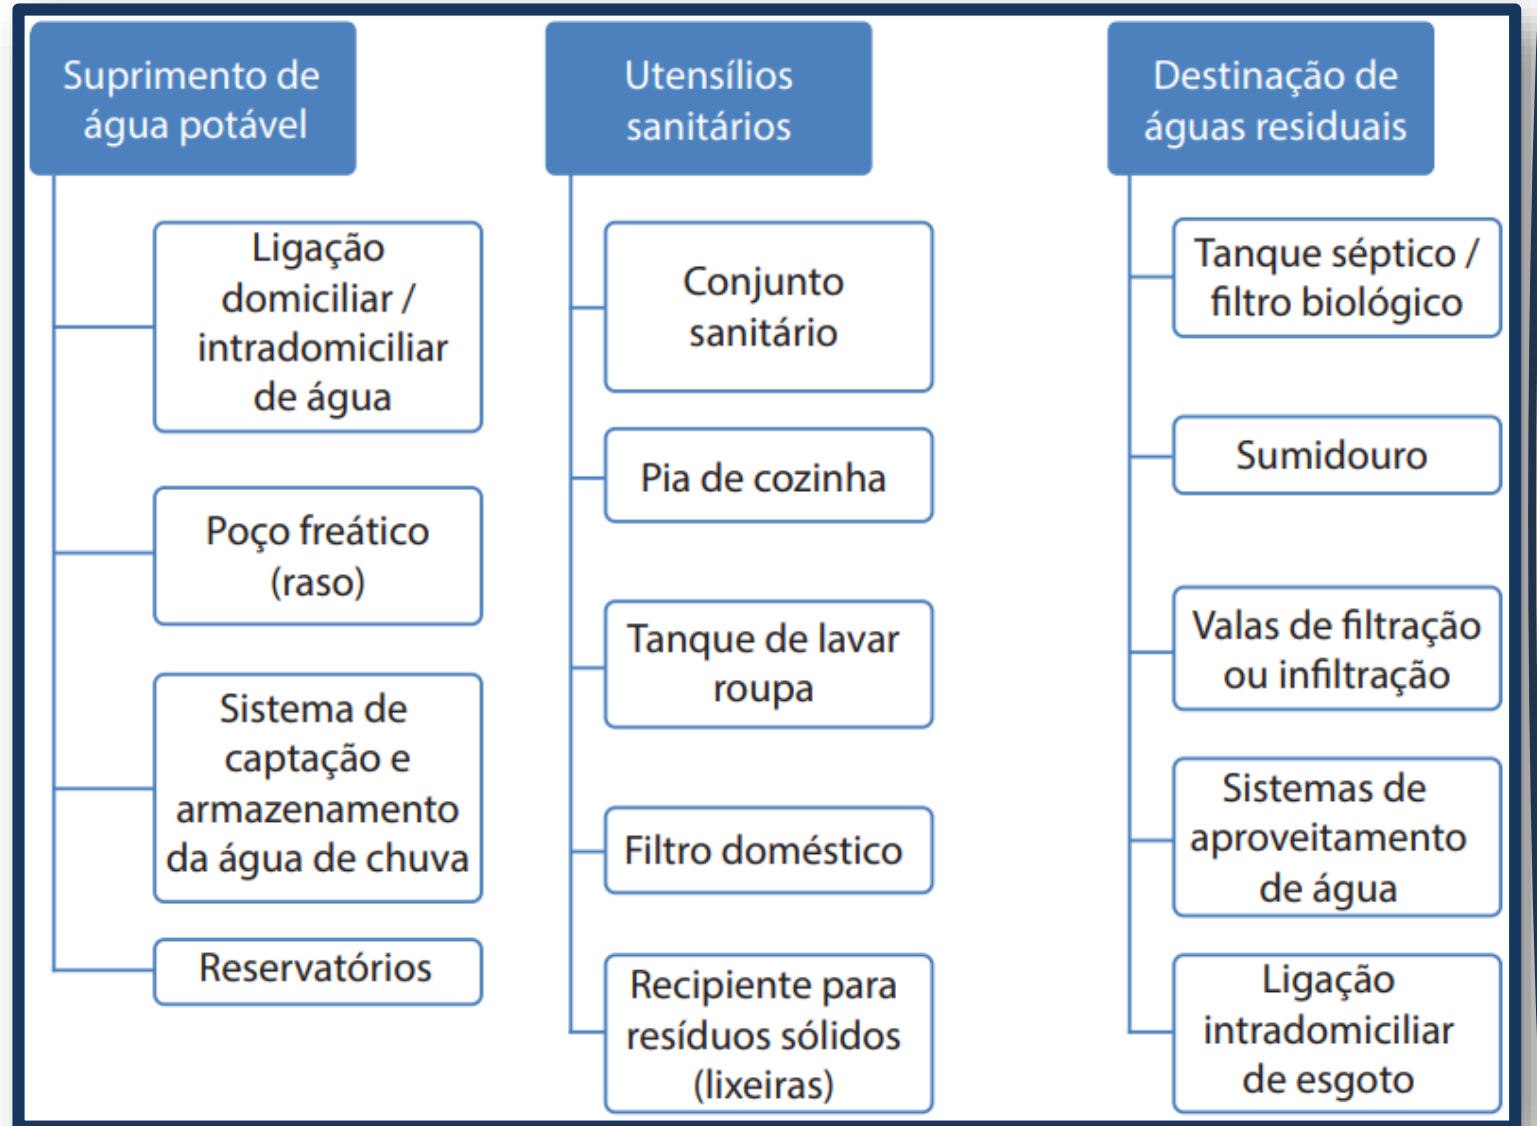 Suprimento de
água potável
Ligação
domiciliar /
intradomiciliar
de água
Poço freático
(raso)
Sistema de
captação e
armazenamento
da água de chuva
Reservatórios
Utensílios
sanitários
Conjunto
sanitário
Pia de cozinha
Tanque de lavar
roupa
Filtro doméstico
Recipiente para
resíduos sólidos
(lixeiras)
Destinação de
águas residuais
Tanque séptico /
filtro biológico
Sumidouro
Valas de filtração
ou infiltração
Sistemas de
aproveitamento
de água
Ligação
intradomiciliar
de esgoto